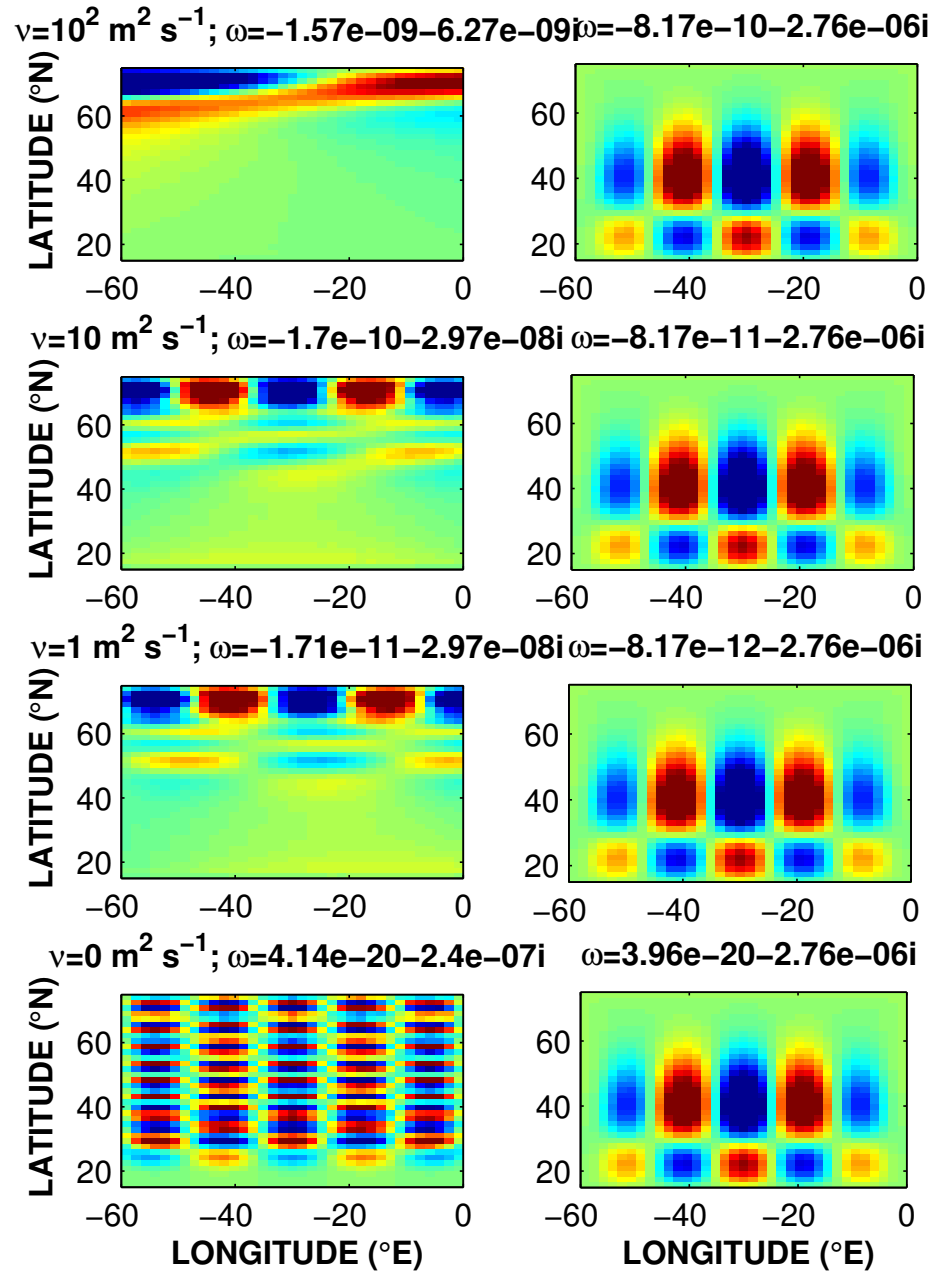 ν=10² m² s⁻¹; ω=−1.57e−09−6.27e−09i ω=−8.17e−10−2.76e−06i
LATITUDE (°N)
60
40
20
−60 −40 −20 0
60
40
20
−60 −40 −20 0
ν=10 m² s⁻¹; ω=−1.7e−10−2.97e−08i ω=−8.17e−11−2.76e−06i
LATITUDE (°N)
60
40
20
−60 −40 −20 0
60
40
20
−60 −40 −20 0
ν=1 m² s⁻¹; ω=−1.71e−11−2.97e−08i ω=−8.17e−12−2.76e−06i
LATITUDE (°N)
60
40
20
−60 −40 −20 0
60
40
20
−60 −40 −20 0
ν=0 m² s⁻¹; ω=4.14e−20−2.4e−07i ω=3.96e−20−2.76e−06i
LATITUDE (°N)
60
40
20
−60 −40 −20 0
60
40
20
−60 −40 −20 0
LONGITUDE (°E) LONGITUDE (°E)